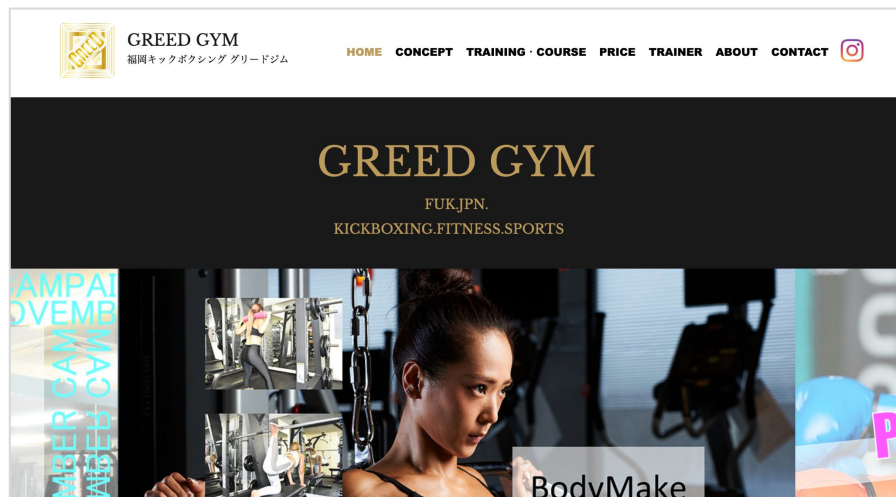 GREED
GREED GYM
福岡キックボクシング グリードジム
HOME CONCEPT TRAINING · COURSE PRICE TRAINER ABOUT CONTACT
GREED GYM
FUK.JPN.
KICKBOXING.FITNESS.SPORTS
BodyMake